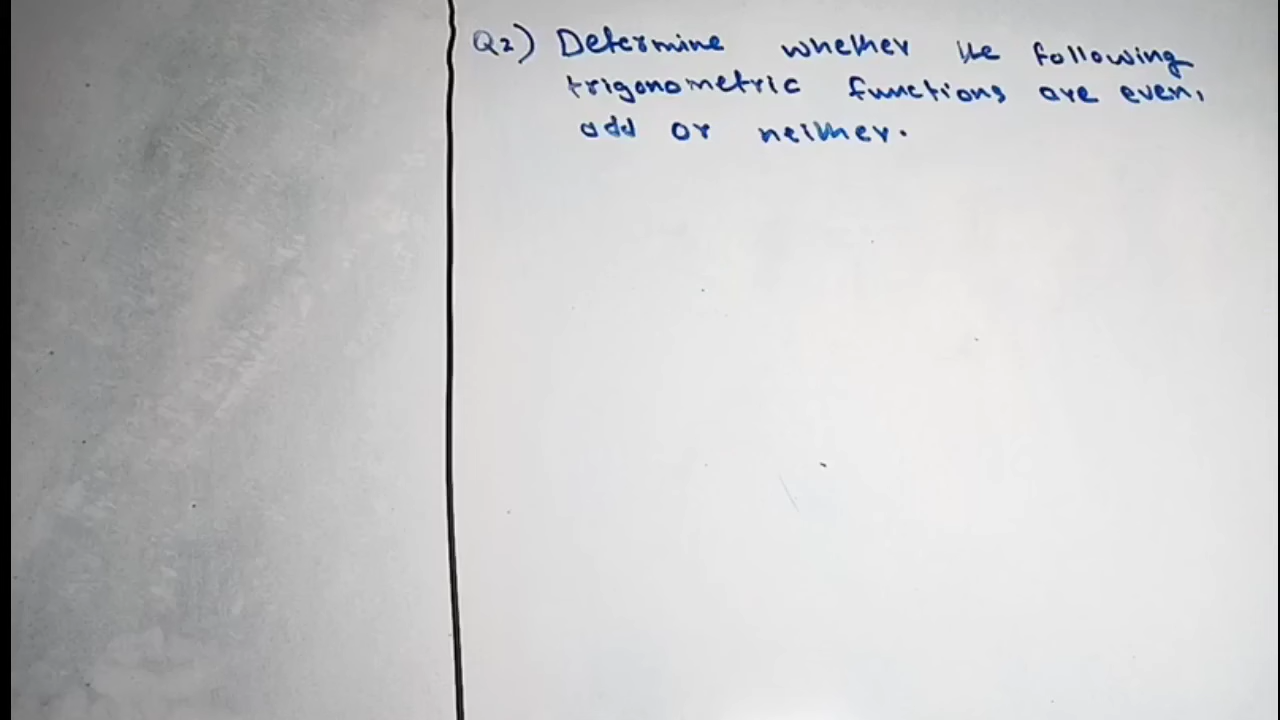 Q2) Determine whether the following
trigonometric functions are even,
odd or neither.